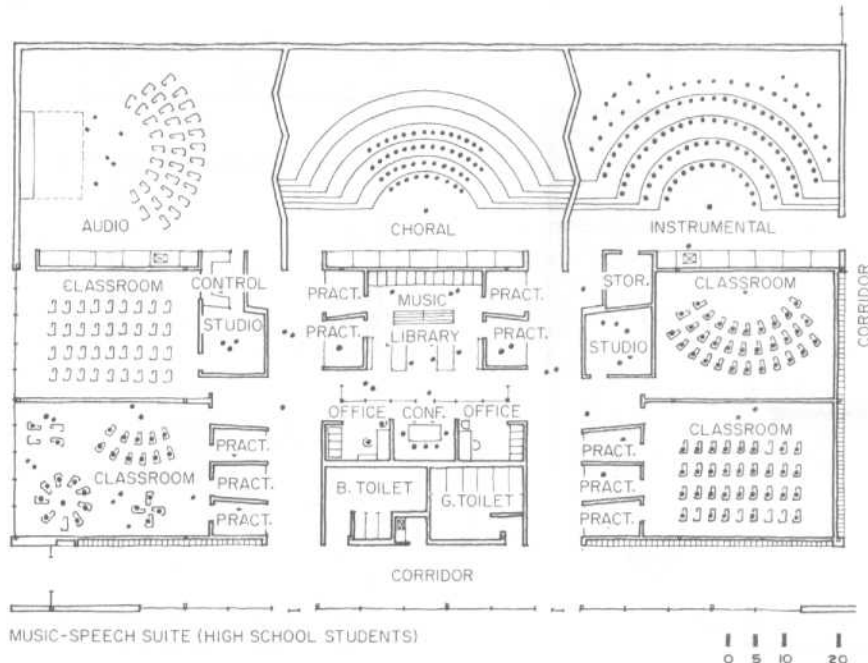 AUDIO
CHORAL
INSTRUMENTAL
CLASSROOM
CONTROL
PRACT.
MUSIC
PRACT.
STOR.
CLASSROOM
CORRIDOR
STUDIO
PRACT.
LIBRARY
PRACT.
STUDIO
OFFICE
CONF.
OFFICE
CLASSROOM
PRACT.
PRACT.
CLASSROOM
PRACT.
B. TOILET
G. TOILET
PRACT.
PRACT.
PRACT.
CORRIDOR
MUSIC-SPEECH SUITE (HIGH SCHOOL STUDENTS)
0 5 10 20